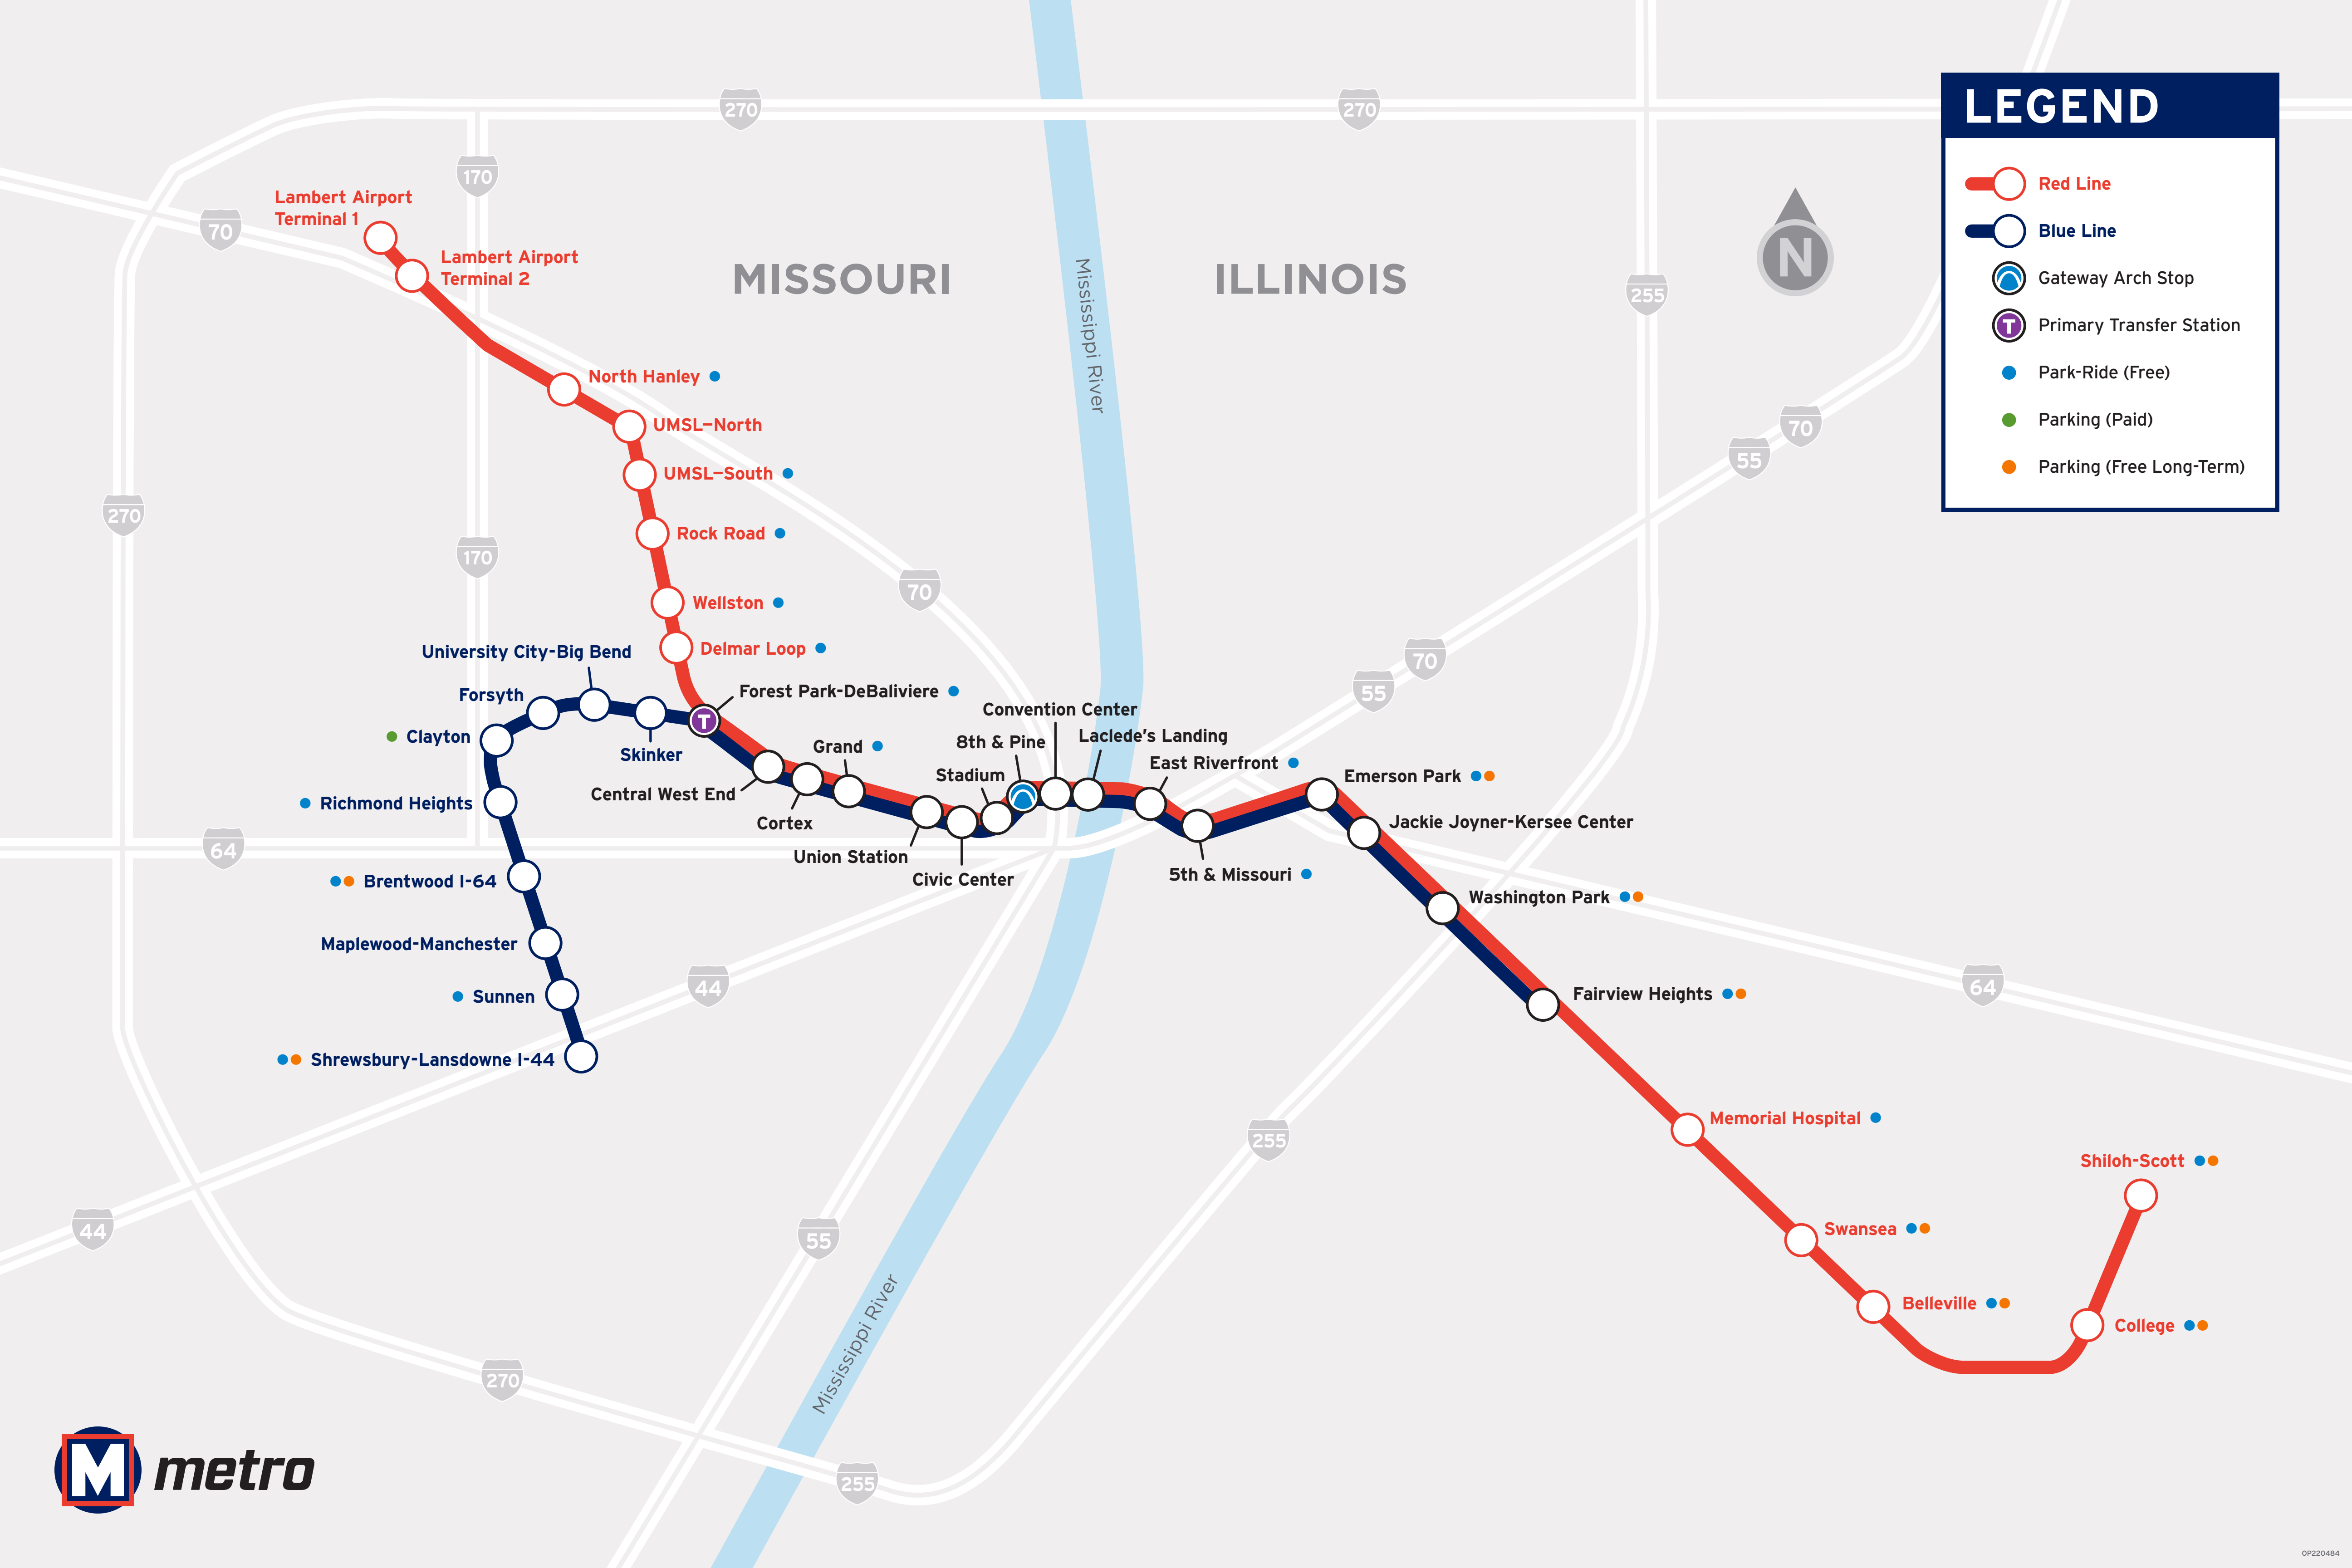 LEGEND
Red Line
Blue Line
Gateway Arch Stop
T Primary Transfer Station
Park-Ride (Free)
Parking (Paid)
Parking (Free Long-Term)
N
270
270
170
70
255
MISSOURI
ILLINOIS
Mississippi River
Lambert Airport
Terminal 1
Lambert Airport
Terminal 2
North Hanley
UMSL–North
UMSL–South
Rock Road
Wellston
Delmar Loop
270
170
70
70
55
70
55
University City-Big Bend
Forsyth
Clayton
Skinker
Richmond Heights
Brentwood I-64
Maplewood-Manchester
Sunnen
Shrewsbury-Lansdowne I-44
T
Forest Park-DeBaliviere
Central West End
Cortex
Grand
Union Station
Civic Center
Stadium
8th & Pine
Convention Center
Laclede's Landing
East Riverfront
5th & Missouri
Emerson Park
Jackie Joyner-Kersee Center
Washington Park
Fairview Heights
64
44
64
Memorial Hospital
Swansea
Belleville
College
Shiloh-Scott
255
44
55
Mississippi River
270
255
M metro
OP220484